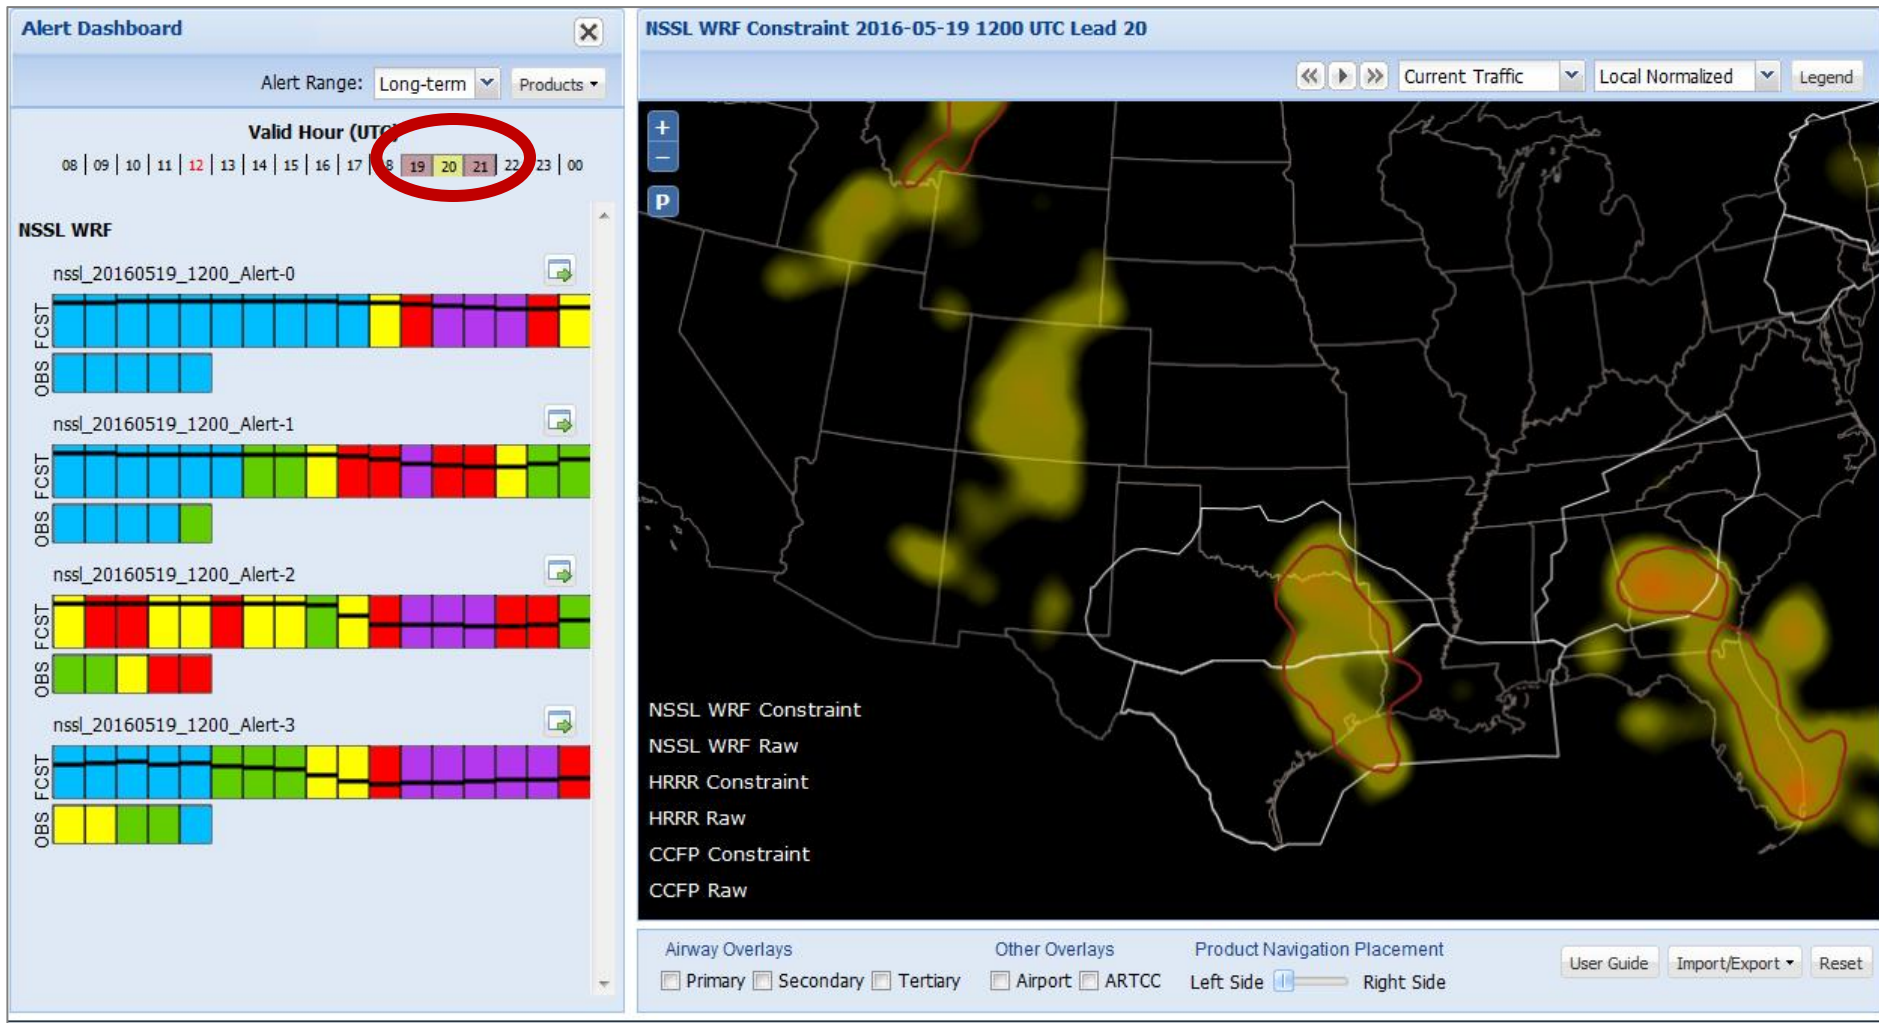 Alert Dashboard
Alert Range: Long-term Products
Valid Hour (UTC)
08 09 10 11 12 13 14 15 16 17 19 20 21 22 23 00
NSSL WRF
nssl_20160519_1200_Alert-0
FCST
OBS
nssl_20160519_1200_Alert-1
FCST
OBS
nssl_20160519_1200_Alert-2
FCST
OBS
nssl_20160519_1200_Alert-3
FCST
OBS
NSSL WRF Constraint 2016-05-19 1200 UTC Lead 20
Current Traffic Local Normalized Legend
+
−
P
NSSL WRF Constraint
NSSL WRF Raw
HRRR Constraint
HRRR Raw
CCFP Constraint
CCFP Raw
Airway Overlays Other Overlays Product Navigation Placement
Primary Secondary Tertiary Airport ARTCC Left Side Right Side
User Guide Import/Export Reset